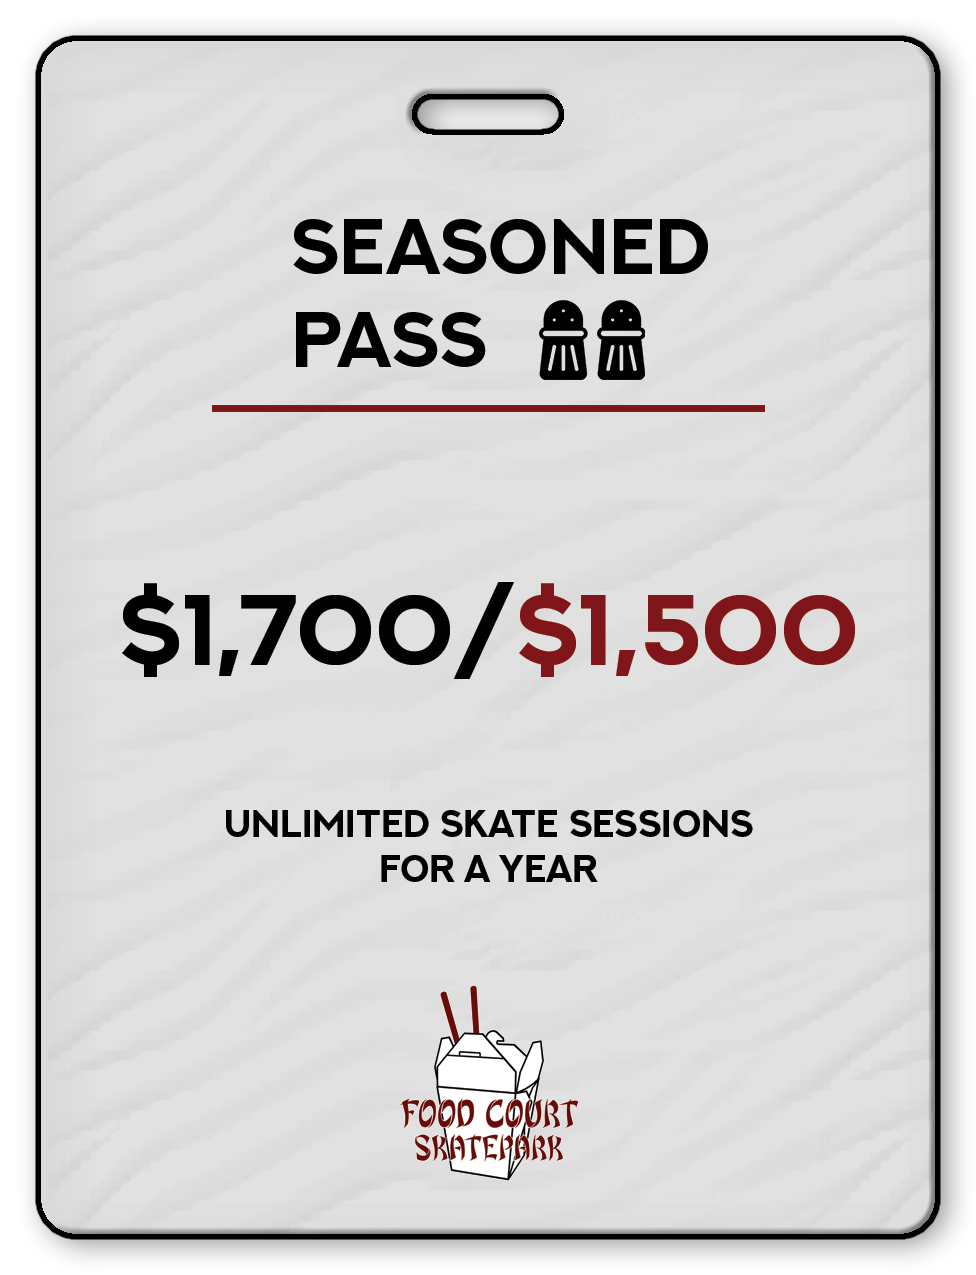 SEASONED
PASS
$1,700/$1,500
UNLIMITED SKATE SESSIONS
FOR A YEAR
FOOD COURT
SKATEPARK